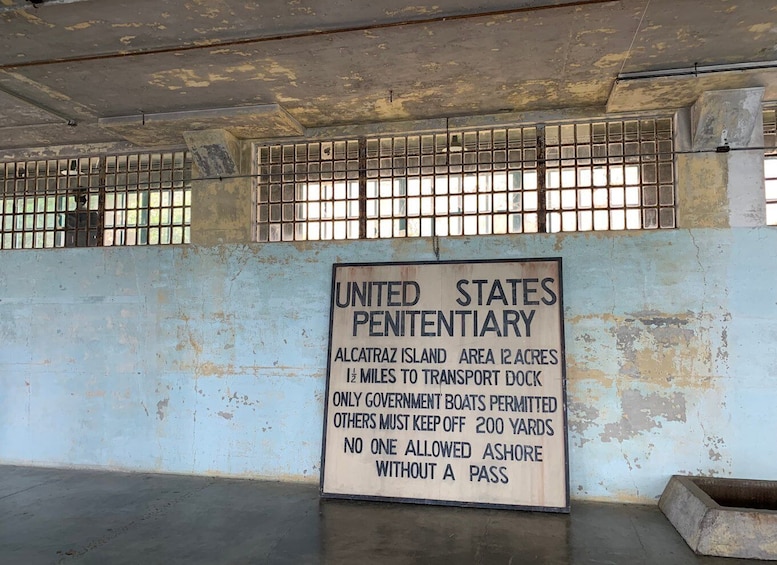 UNITED STATES
PENITENTIARY
ALCATRAZ ISLAND AREA 12 ACRES
1½ MILES TO TRANSPORT DOCK
ONLY GOVERNMENT BOATS PERMITTED
OTHERS MUST KEEP OFF 200 YARDS
NO ONE ALLOWED ASHORE
WITHOUT A PASS